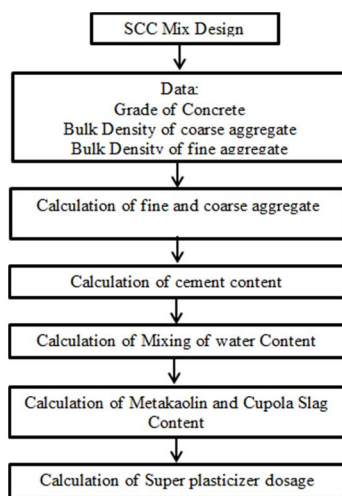 SCC Mix Design
Data:
Grade of Concrete
Bulk Density of coarse aggregate
Bulk Density of fine aggregate
Calculation of fine and coarse aggregate
Calculation of cement content
Calculation of Mixing of water Content
Calculation of Metakaolin and Cupola Slag
Content
Calculation of Super plasticizer dosage